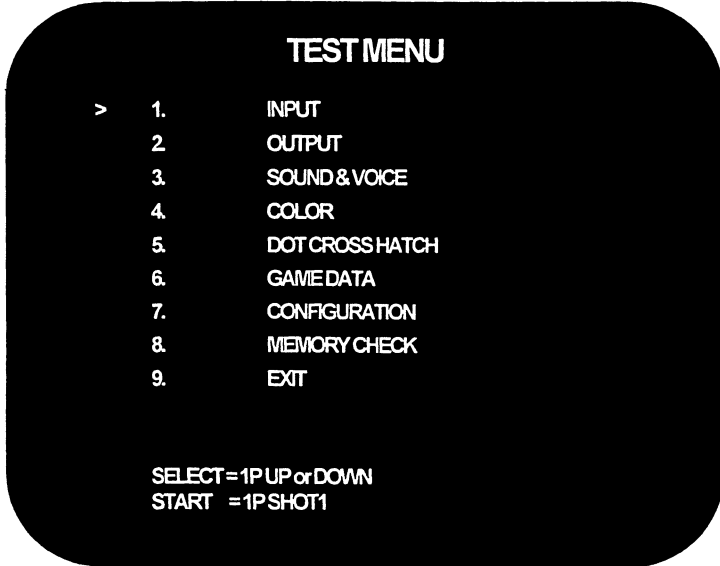 TEST MENU
> 1. INPUT
2. OUTPUT
3. SOUND & VOICE
4. COLOR
5. DOT CROSS HATCH
6. GAME DATA
7. CONFIGURATION
8. MEMORY CHECK
9. EXIT
SELECT = 1P UP or DOWN
START = 1P SHOT1